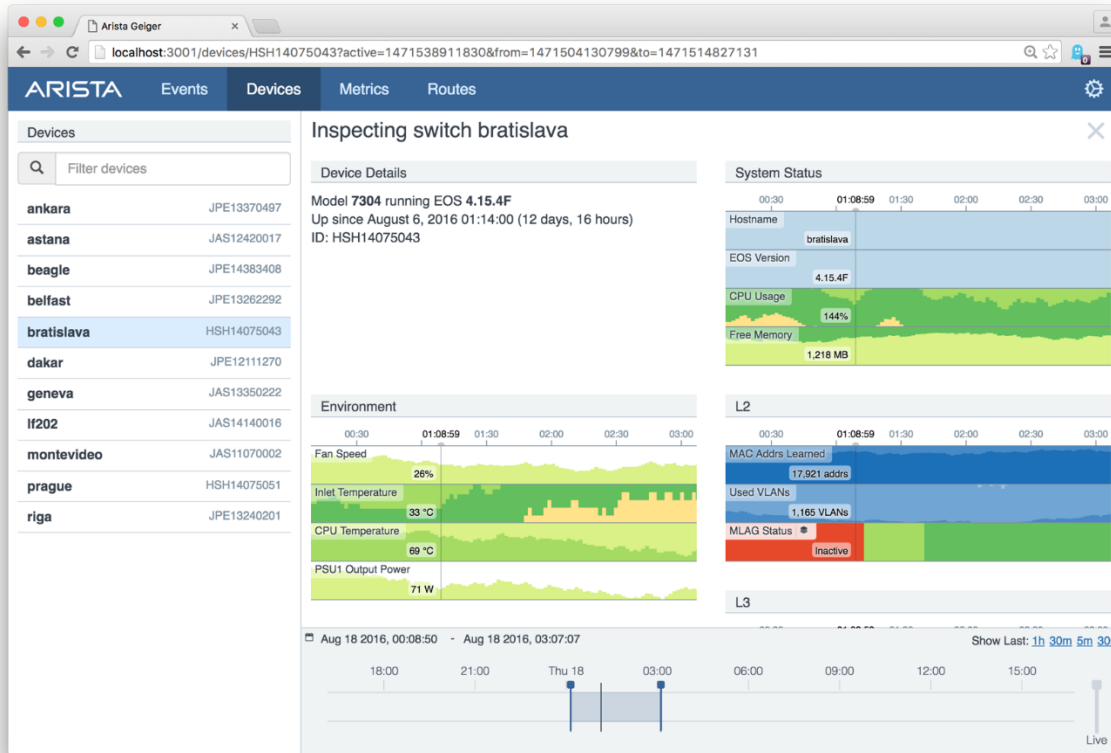 Arista Geiger
localhost:3001/devices/HSH14075043?active=1471538911830&from=1471504130799&to=1471514827131
0
ARISTA Events Devices Metrics Routes
Devices
Filter devices
ankara JPE13370497
astana JAS12420017
beagle JPE14383408
belfast JPE13262292
bratislava HSH14075043
dakar JPE12111270
geneva JAS13350222
lf202 JAS14140016
montevideo JAS11070002
prague HSH14075051
riga JPE13240201
Inspecting switch bratislava
Device Details
Model 7304 running EOS 4.15.4F
Up since August 6, 2016 01:14:00 (12 days, 16 hours)
ID: HSH14075043
System Status
00:30 01:08:59 01:30 02:00 02:30 03:00
Hostname
bratislava
EOS Version
4.15.4F
CPU Usage
144%
Free Memory
1,218 MB
Environment
00:30 01:08:59 01:30 02:00 02:30 03:00
Fan Speed
26%
Inlet Temperature
33 °C
CPU Temperature
69 °C
PSU1 Output Power
71 W
L2
00:30 01:08:59 01:30 02:00 02:30 03:00
MAC Addrs Learned
17,921 addrs
Used VLANs
1,165 VLANs
MLAG Status
Inactive
L3
Aug 18 2016, 00:08:50 - Aug 18 2016, 03:07:07
Show Last: 1h 30m 5m 30
18:00 21:00 Thu 18 03:00 06:00 09:00 12:00 15:00
Live